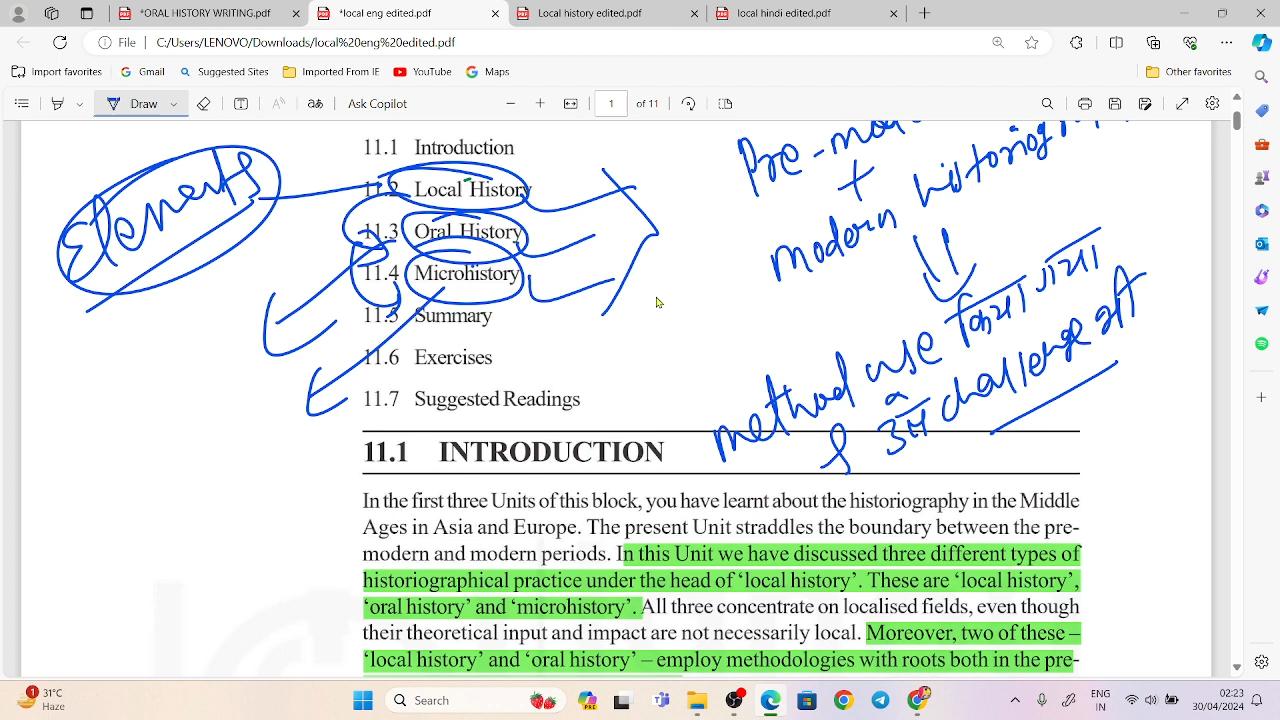 *ORAL HISTORY WRITING.pdf
*local eng edited.pdf
Local history edited.pdf
local hindi edited.pdf
File
C:/Users/LENOVO/Downloads/local%20eng%20edited.pdf
Import favorites
Gmail
Suggested Sites
Imported From IE
YouTube
Maps
Other favorites
Draw
Ask Copilot
1
of 11
11.1 Introduction
11.2 Local History
11.3 Oral History
11.4 Microhistory
11.5 Summary
11.6 Exercises
11.7 Suggested Readings
Elements
+
modern historiography
method use किया गया
challenge
11.1 INTRODUCTION
In the first three Units of this block, you have learnt about the historiography in the Middle
Ages in Asia and Europe. The present Unit straddles the boundary between the pre-
modern and modern periods. In this Unit we have discussed three different types of
historiographical practice under the head of ‘local history’. These are ‘local history’,
‘oral history’ and ‘microhistory’. All three concentrate on localised fields, even though
their theoretical input and impact are not necessarily local. Moreover, two of these –
‘local history’ and ‘oral history’ – employ methodologies with roots both in the pre-
1
31°C
Haze
Search
PRE
ENG
IN
02:23
30/04/2024